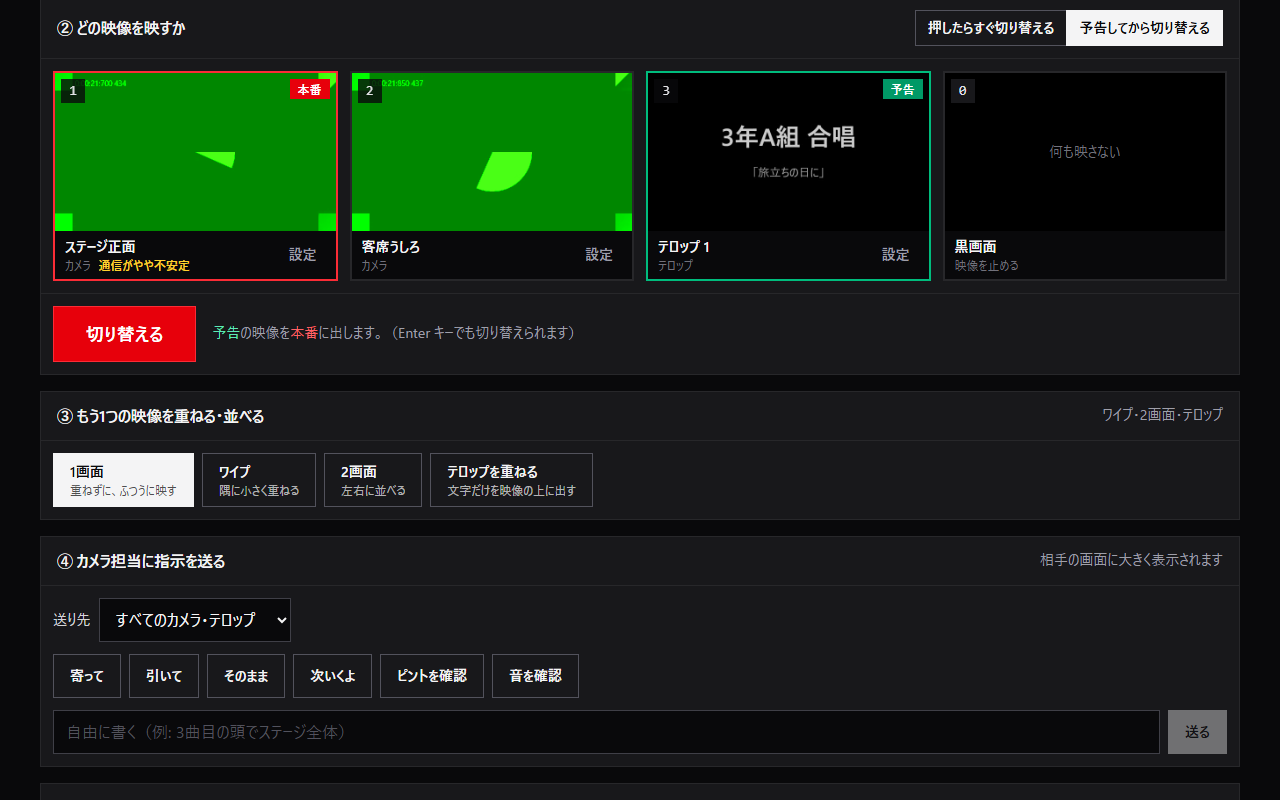 ② どの映像を映すか
押したらすぐ切り替える
予告してから切り替える
1
0:21:700-434
本番
ステージ正面
カメラ 通信がやや不安定
設定
2
0:21:850-437
客席うしろ
カメラ
設定
3
予告
3年A組 合唱
「旅立ちの日に」
テロップ 1
テロップ
設定
0
何も映さない
黒画面
映像を止める
切り替える
予告の映像を本番に出します。（Enter キーでも切り替えられます）
③ もう1つの映像を重ねる・並べる
ワイプ・2画面・テロップ
1画面
重ねずに、ふつうに映す
ワイプ
隅に小さく重ねる
2画面
左右に並べる
テロップを重ねる
文字だけを映像の上に出す
④ カメラ担当に指示を送る
相手の画面に大きく表示されます
送り先
すべてのカメラ・テロップ
寄って
引いて
そのまま
次いくよ
ピントを確認
音を確認
自由に書く（例: 3曲目の頭でステージ全体）
送る